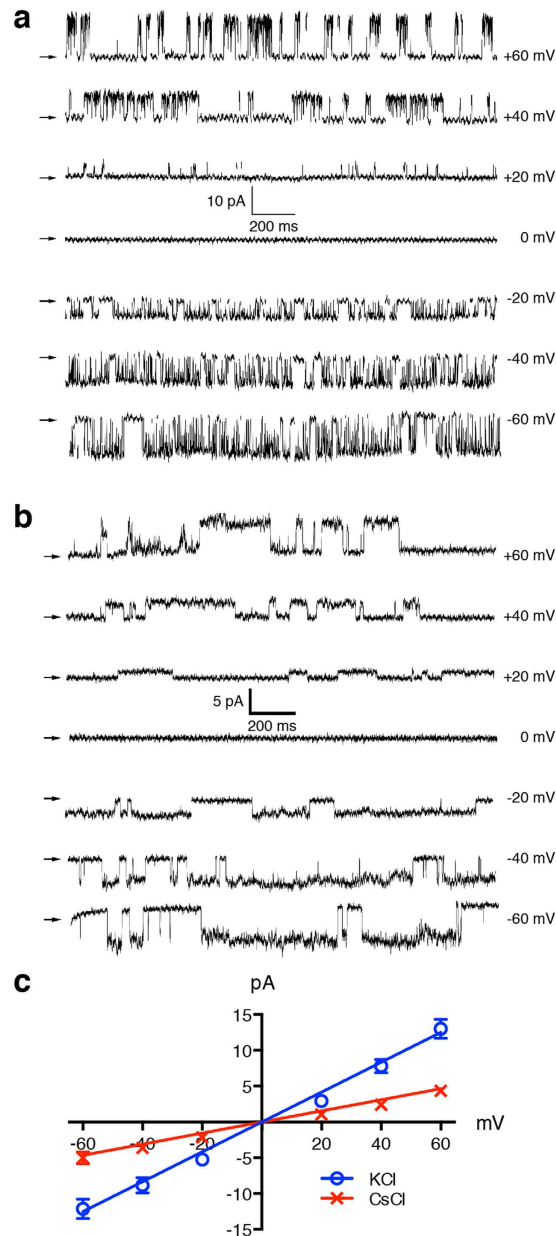 a
+60 mV
+40 mV
+20 mV
10 pA
200 ms
0 mV
-20 mV
-40 mV
-60 mV
b
+60 mV
+40 mV
+20 mV
5 pA
200 ms
0 mV
-20 mV
-40 mV
-60 mV
c
pA
15
10
5
-60 -40 -20 20 40 60 mV
-5
-10
-15
KCl
CsCl